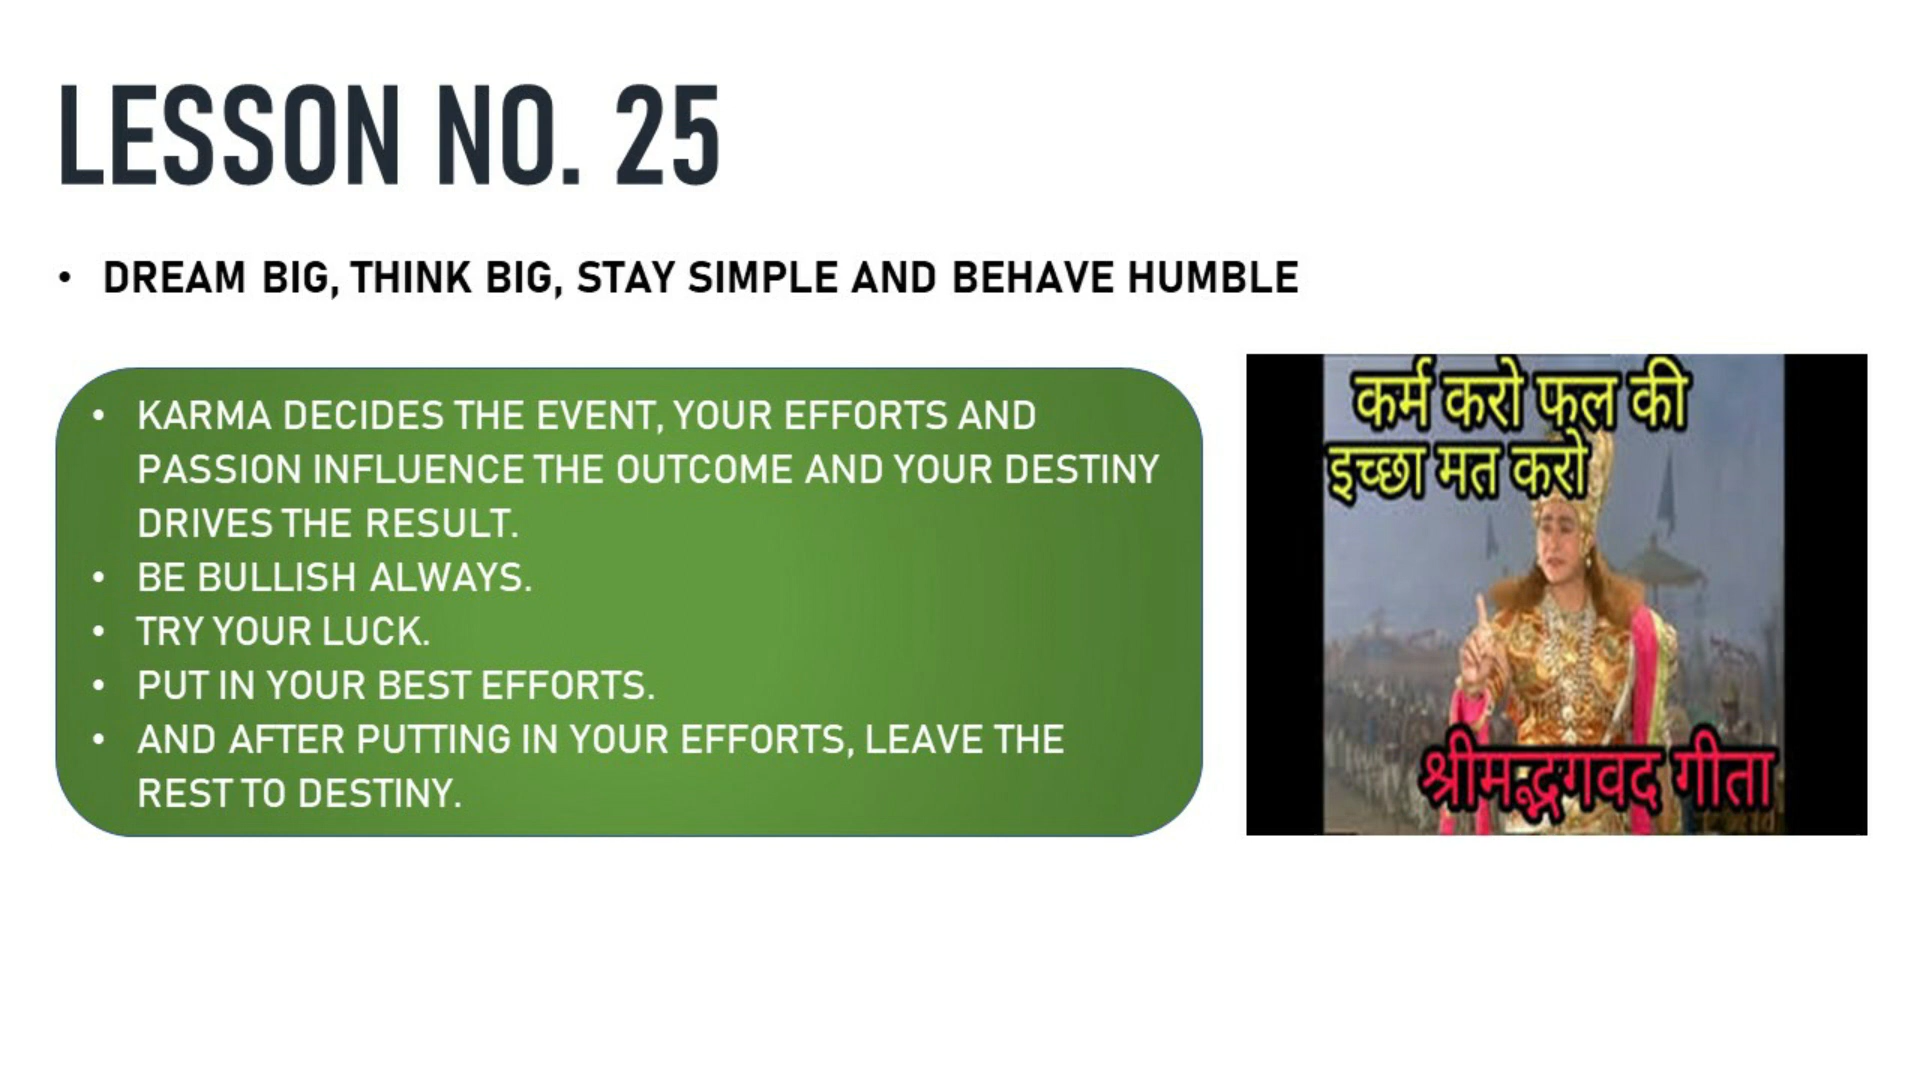 LESSON NO. 25
• DREAM BIG, THINK BIG, STAY SIMPLE AND BEHAVE HUMBLE
• KARMA DECIDES THE EVENT, YOUR EFFORTS AND
PASSION INFLUENCE THE OUTCOME AND YOUR DESTINY
DRIVES THE RESULT.
• BE BULLISH ALWAYS.
• TRY YOUR LUCK.
• PUT IN YOUR BEST EFFORTS.
• AND AFTER PUTTING IN YOUR EFFORTS, LEAVE THE
REST TO DESTINY.
कर्म करो फल की
इच्छा मत करो
श्रीमद्भगवद गीता